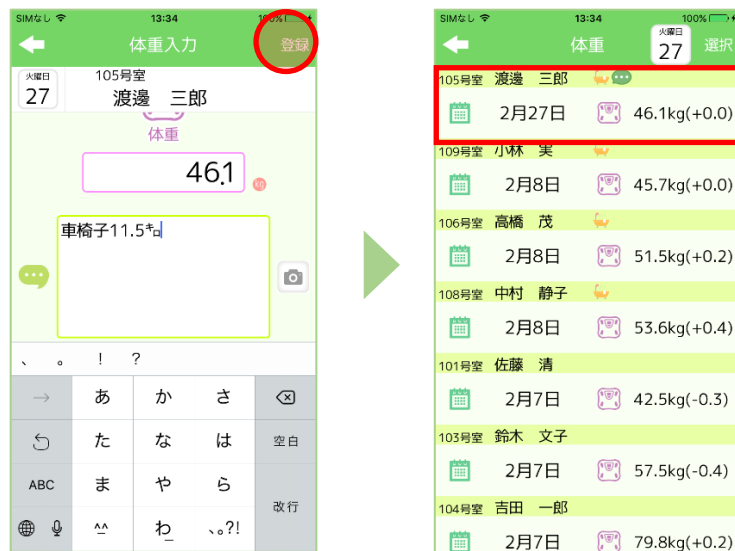 SIMなし 13:34 100%
体重入力 登録
火曜日
27
105号室
渡邊 三郎
体重
46.1
kg
車椅子11.5㌔
、 。 ! ?
→ あ か さ
た な は 空白
ABC ま や ら 改行
^^ わ_ 、。?!
SIMなし 13:34 100%
体重 火曜日 27 選択
105号室 渡邊 三郎
2月27日 46.1kg(+0.0)
109号室 小林 実
2月8日 45.7kg(+0.0)
106号室 高橋 茂
2月8日 51.5kg(+0.2)
108号室 中村 静子
2月8日 53.6kg(+0.4)
101号室 佐藤 清
2月7日 42.5kg(-0.3)
103号室 鈴木 文子
2月7日 57.5kg(-0.4)
104号室 吉田 一郎
2月7日 79.8kg(+0.2)